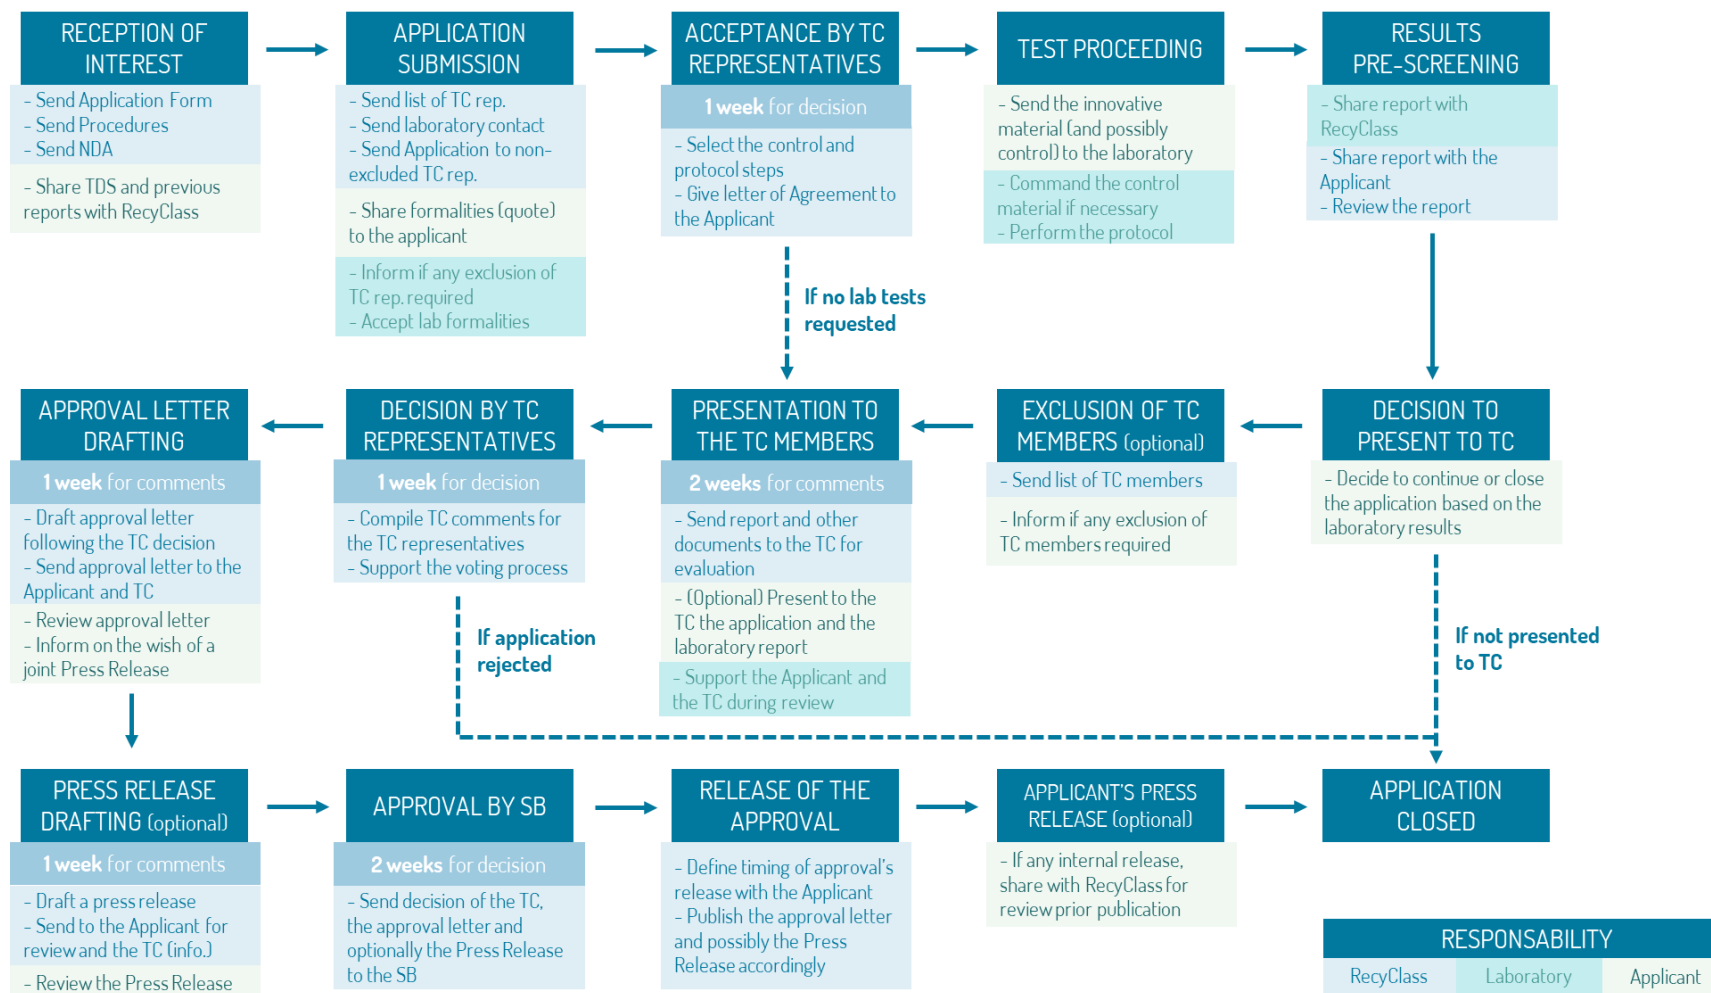 RECEPTION OF
INTEREST
- Send Application Form
- Send Procedures
- Send NDA
- Share TDS and previous
reports with RecyClass
APPLICATION
SUBMISSION
- Send list of TC rep.
- Send laboratory contact
- Send Application to non-
excluded TC rep.
- Share formalities (quote)
to the applicant
- Inform if any exclusion of
TC rep. required
- Accept lab formalities
ACCEPTANCE BY TC
REPRESENTATIVES
1 week for decision
- Select the control and
protocol steps
- Give letter of Agreement to
the Applicant
If no lab tests
requested
TEST PROCEEDING
- Send the innovative
material (and possibly
control) to the laboratory
- Command the control
material if necessary
- Perform the protocol
RESULTS
PRE-SCREENING
- Share report with
RecyClass
- Share report with the
Applicant
- Review the report
APPROVAL LETTER
DRAFTING
1 week for comments
- Draft approval letter
following the TC decision
- Send approval letter to the
Applicant and TC
- Review approval letter
- Inform on the wish of a
joint Press Release
DECISION BY TC
REPRESENTATIVES
1 week for decision
- Compile TC comments for
the TC representatives
- Support the voting process
If application
rejected
PRESENTATION TO
THE TC MEMBERS
2 weeks for comments
- Send report and other
documents to the TC for
evaluation
- (Optional) Present to the
TC the application and the
laboratory report
- Support the Applicant and
the TC during review
EXCLUSION OF TC
MEMBERS (optional)
- Send list of TC members
- Inform if any exclusion of
TC members required
DECISION TO
PRESENT TO TC
- Decide to continue or close
the application based on the
laboratory results
If not presented
to TC
PRESS RELEASE
DRAFTING (optional)
1 week for comments
- Draft a press release
- Send to the Applicant for
review and the TC (info.)
- Review the Press Release
APPROVAL BY SB
2 weeks for decision
- Send decision of the TC,
the approval letter and
optionally the Press Release
to the SB
RELEASE OF THE
APPROVAL
- Define timing of approval's
release with the Applicant
- Publish the approval letter
and possibly the Press
Release accordingly
APPLICANT'S PRESS
RELEASE (optional)
- If any internal release,
share with RecyClass for
review prior publication
APPLICATION
CLOSED
RESPONSABILITY
RecyClass
Laboratory
Applicant